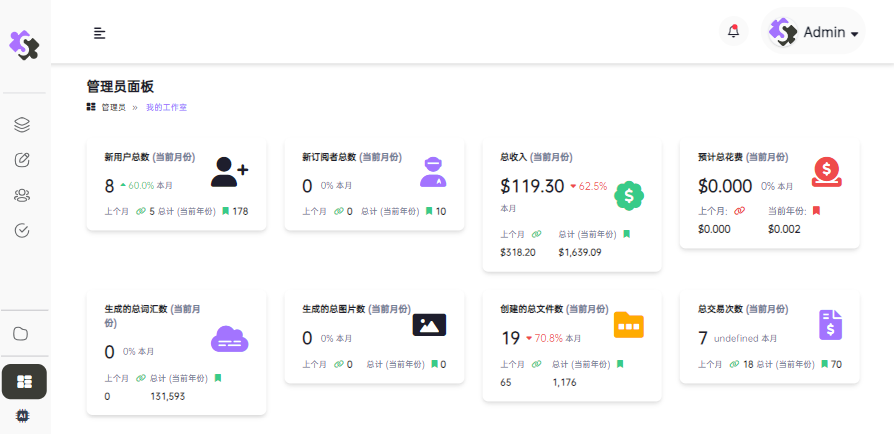 Admin
管理员面板
管理员 » 我的工作室
新用户总数 (当前月份)
8 60.0% 本月
上个月 5 总计 (当前年份) 178
新订阅者总数 (当前月份)
0 0% 本月
上个月 0 总计 (当前年份) 10
总收入 (当前月份)
$119.30 62.5%
本月
上个月 总计 (当前年份)
$318.20 $1,639.09
预计总花费 (当前月份)
$0.000 0% 本月
上个月: 当前年份:
$0.000 $0.002
生成的总词汇数 (当前月
份)
0 0% 本月
上个月 总计 (当前年份)
0 131,593
生成的总图片数 (当前月份)
0 0% 本月
上个月 0 总计 (当前年份) 0
创建的总文件数 (当前月份)
19 70.8% 本月
上个月 总计 (当前年份)
65 1,176
总交易次数 (当前月份)
7 undefined 本月
上个月 18 总计 (当前年份) 70
AI